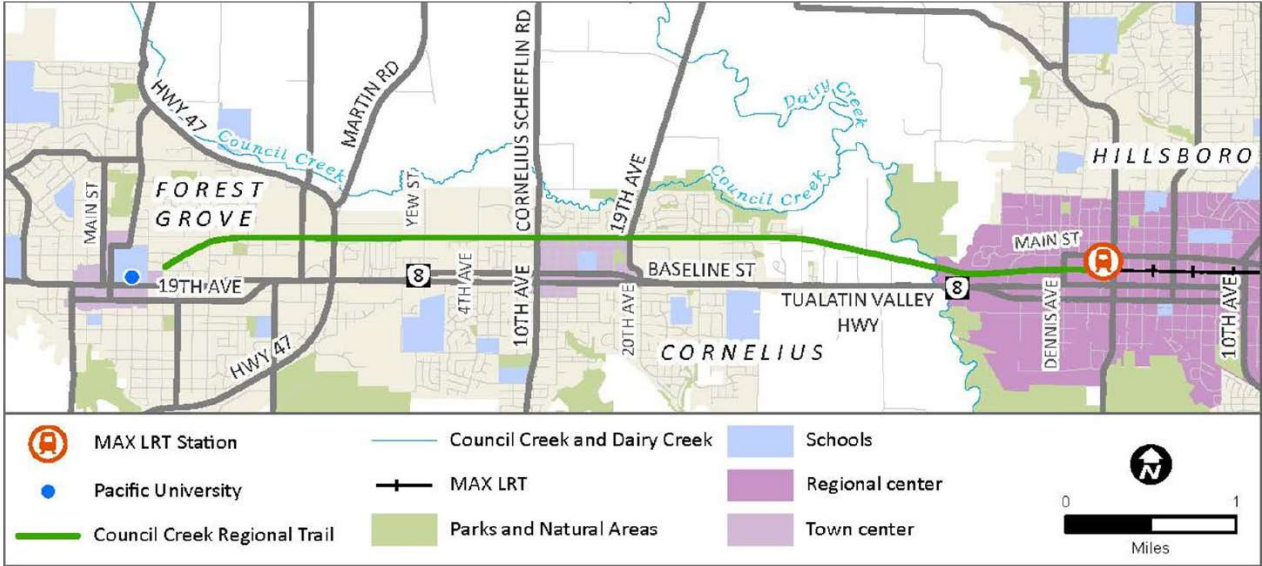 HWY 47
MARTIN RD
CORNELIUS SCHEFFLIN RD
Dairy Creek
Council Creek
HILLSBORO
MAIN ST
FOREST
GROVE
YEW ST
19TH AVE
Council Creek
MAIN ST
19TH AVE
8
4TH AVE
10TH AVE
BASELINE ST
20TH AVE
TUALATIN VALLEY
HWY
8
DENNIS AVE
10TH AVE
HWY 47
CORNELIUS
MAX LRT Station
Pacific University
Council Creek Regional Trail
Council Creek and Dairy Creek
MAX LRT
Parks and Natural Areas
Schools
Regional center
Town center
N
0 1
Miles